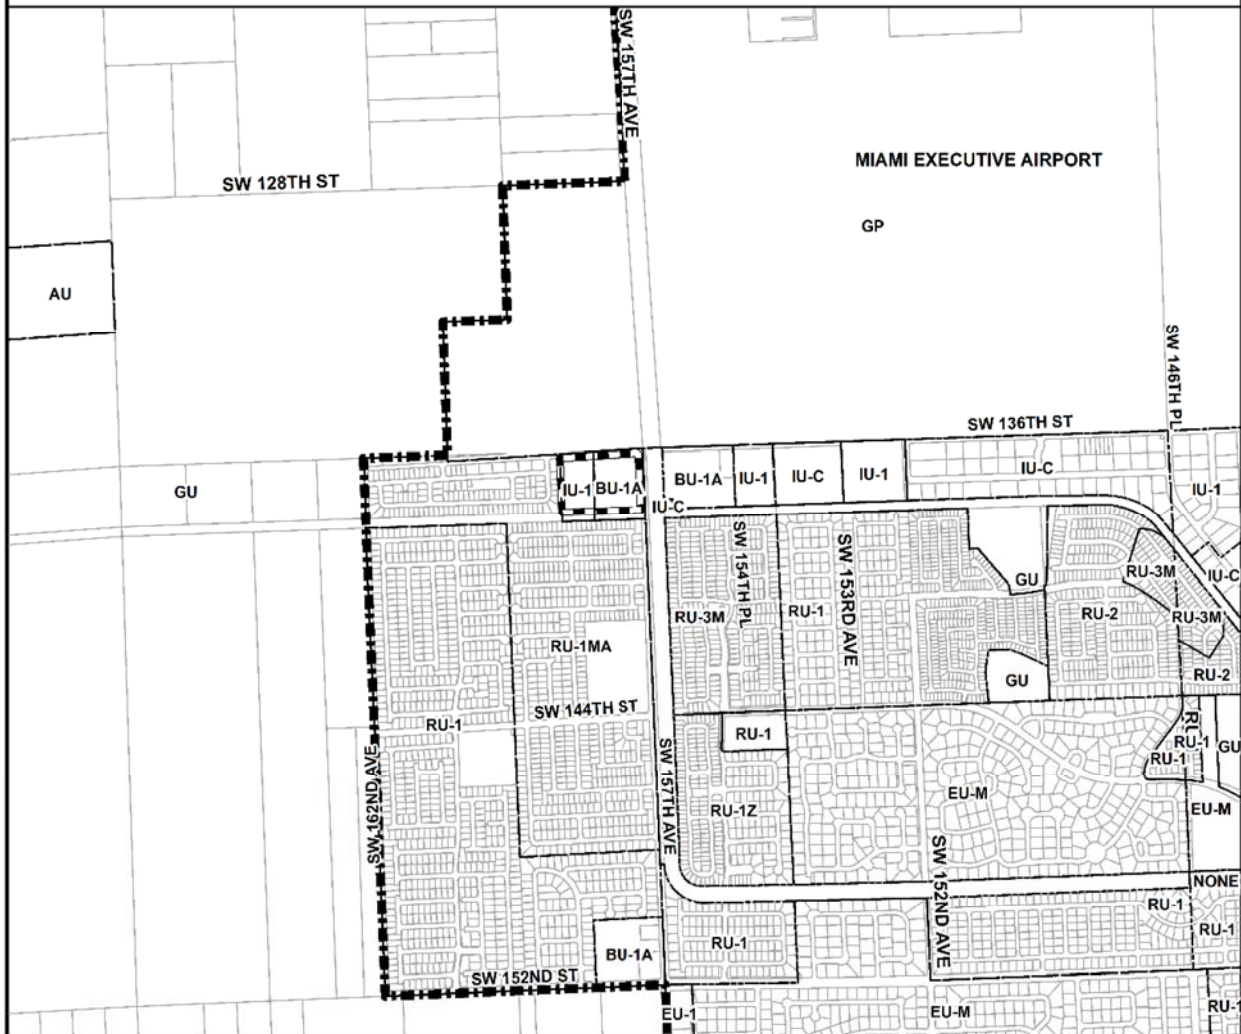 SW 157TH AVE
MIAMI EXECUTIVE AIRPORT
SW 128TH ST
GP
AU
SW 146TH PL
SW 136TH ST
GU
IU-1
BU-1A
BU-1A
IU-1
IU-C
IU-1
IU-C
IU-1
IU-C
SW 154TH PL
SW 153RD AVE
GU
RU-3M
IU-C
RU-3M
RU-1
RU-2
RU-3M
RU-1MA
GU
RU-2
SW 144TH ST
RU-1
RU-1
RU-1
GU
RU-1
SW 162ND AVE
SW 157TH AVE
RU-1Z
EU-M
EU-M
SW 152ND AVE
NONE
RU-1
RU-1
RU-1
BU-1A
SW 152ND ST
EU-1
EU-M
RU-1